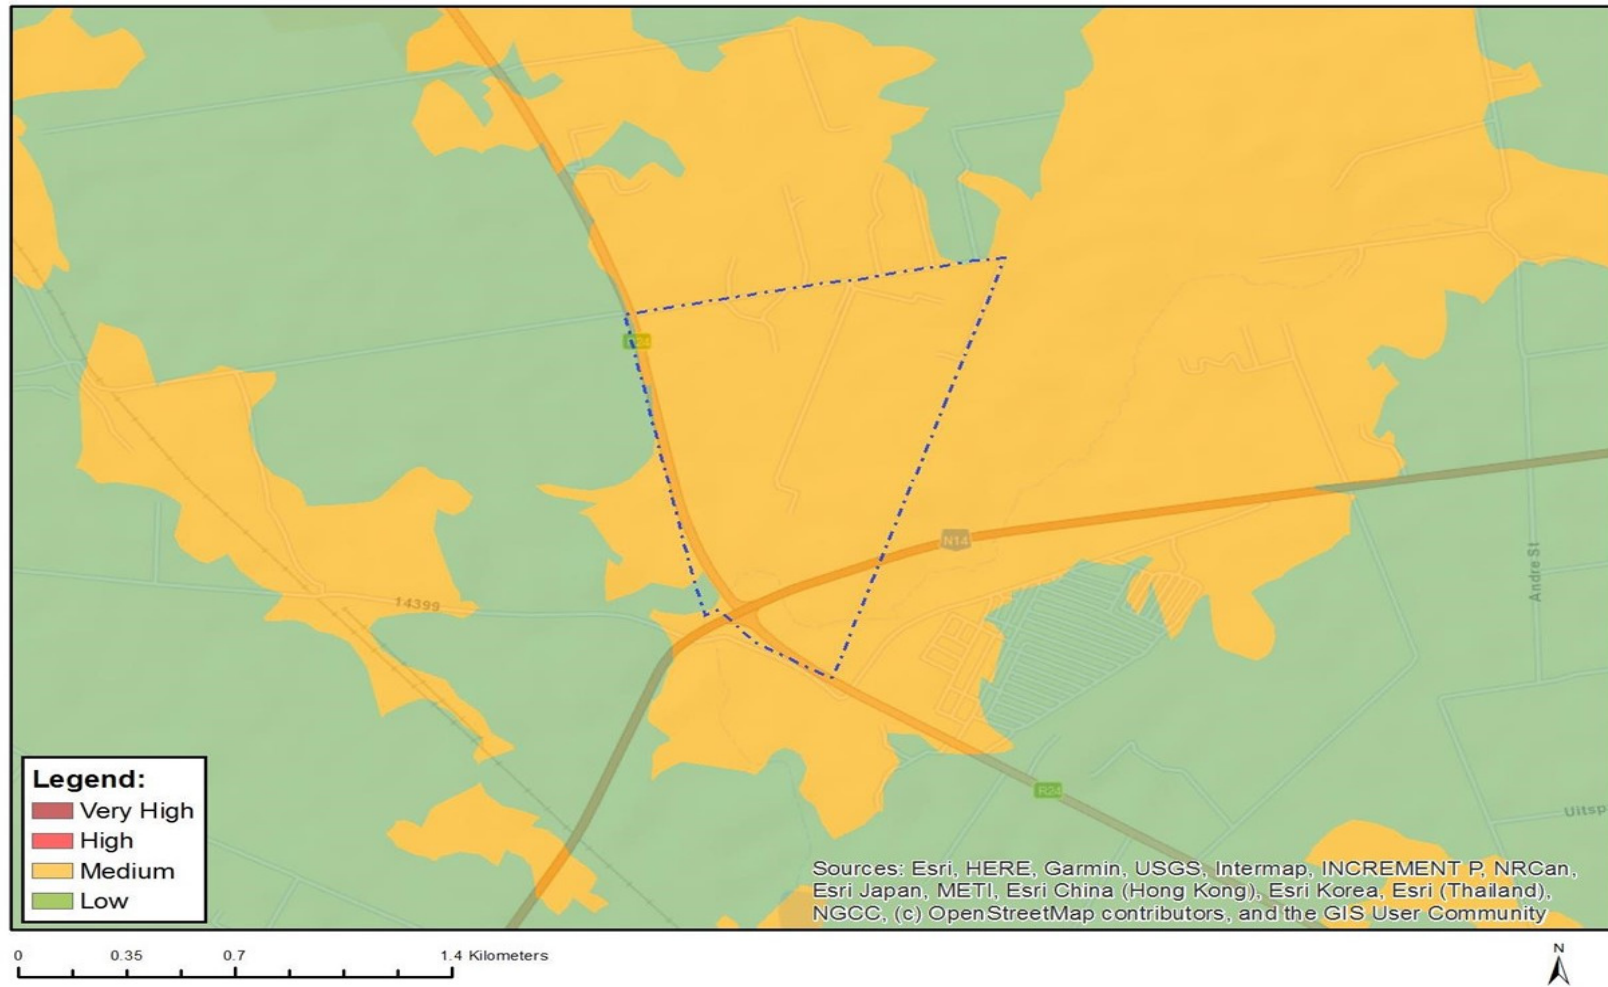 N14
14399
Andre St
R24
Legend:
Very High
High
Medium
Low
Sources: Esri, HERE, Garmin, USGS, Intermap, INCREMENT P, NRCan,
Esri Japan, METI, Esri China (Hong Kong), Esri Korea, Esri (Thailand),
NGCC, (c) OpenStreetMap contributors, and the GIS User Community
Uitsp
0 0.35 0.7 1.4 Kilometers
N